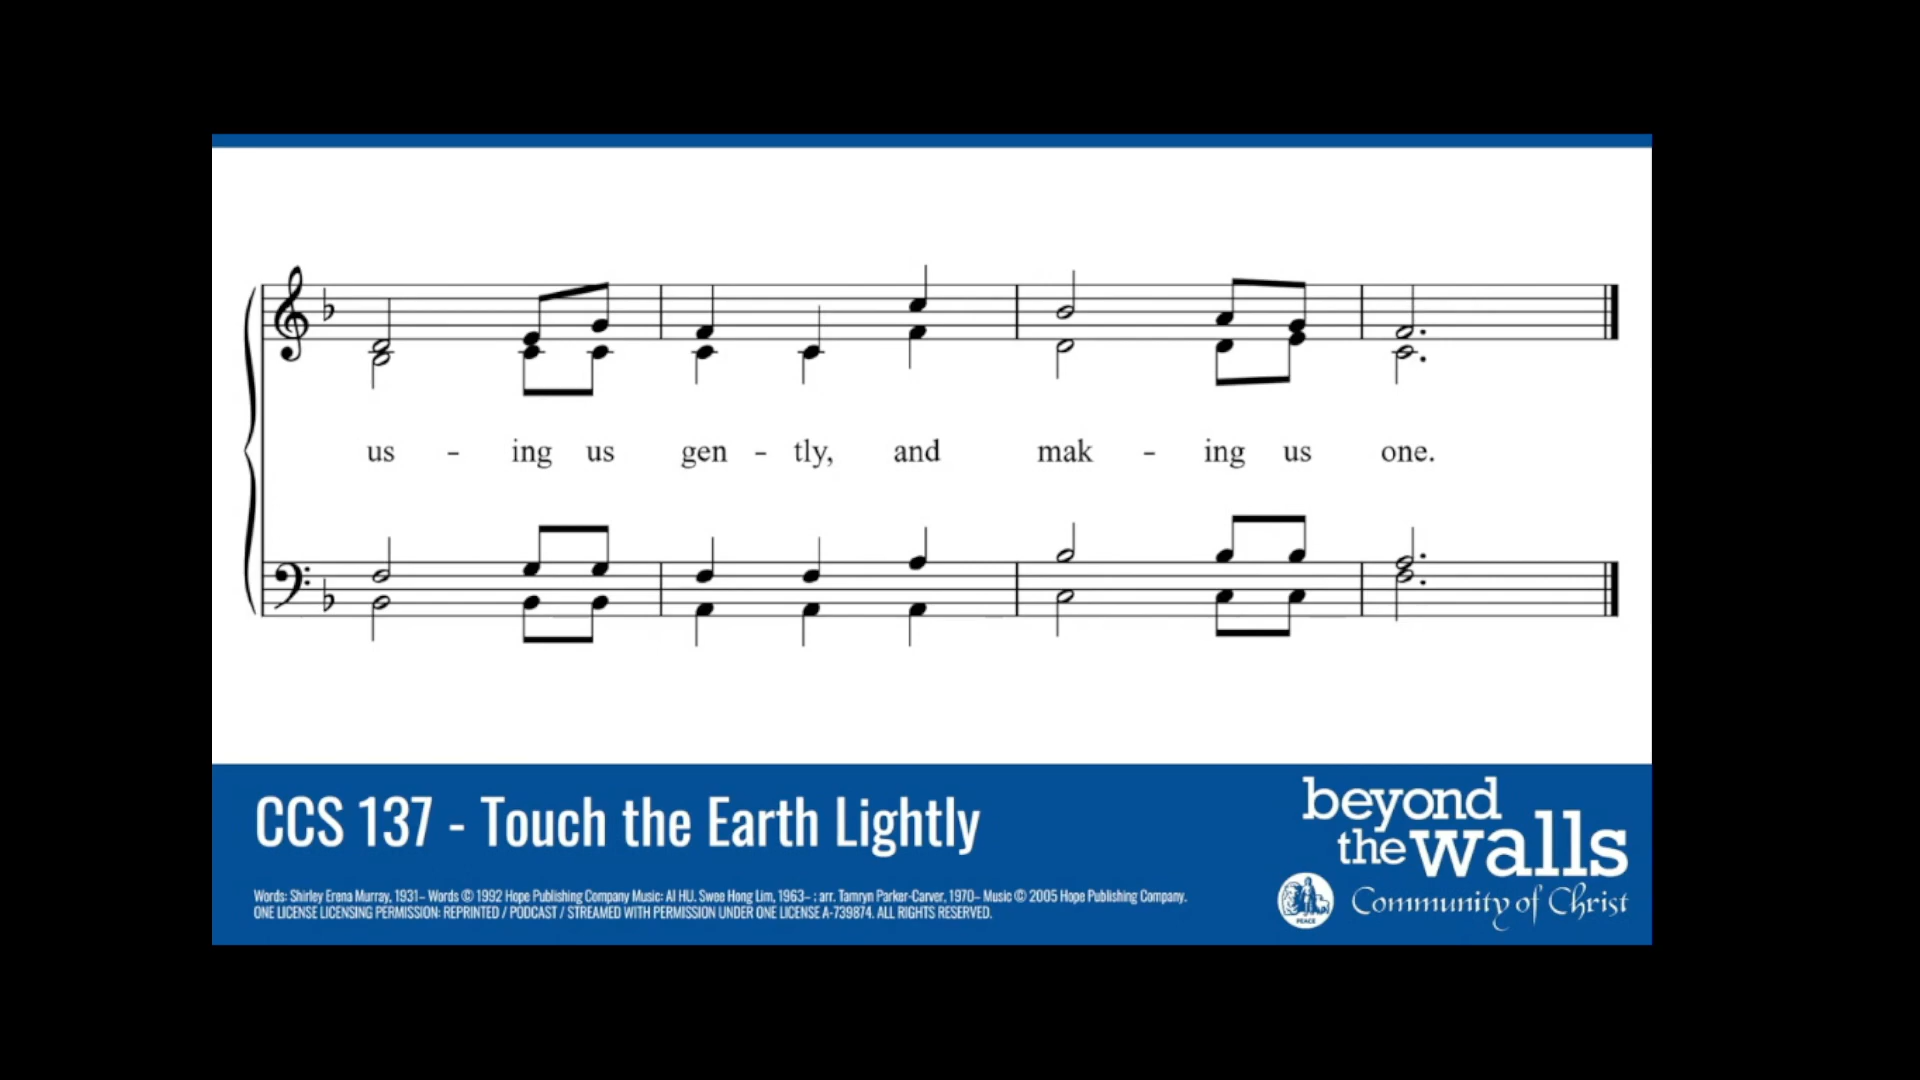 us - ing us gen - tly, and mak - ing us one.
CCS 137 - Touch the Earth Lightly
Words: Shirley Erena Murray, 1931– Words © 1992 Hope Publishing Company Music: AI HU. Swee Hong Lim, 1963– ; arr. Tamryn Parker-Carver, 1970– Music © 2005 Hope Publishing Company.
ONE LICENSE LICENSING PERMISSION: REPRINTED / PODCAST / STREAMED WITH PERMISSION UNDER ONE LICENSE A-739874. ALL RIGHTS RESERVED.
beyond
the walls
PEACE
Community of Christ